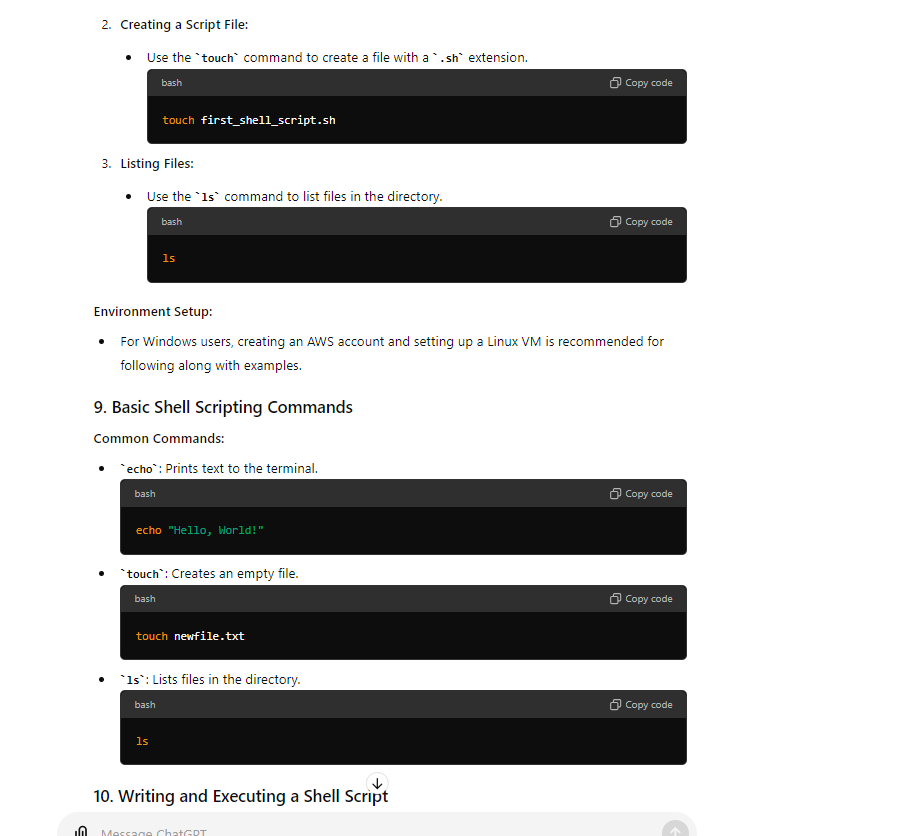 2. Creating a Script File:
• Use the `touch` command to create a file with a `.sh` extension.
bash Copy code
touch first_shell_script.sh
3. Listing Files:
• Use the `ls` command to list files in the directory.
bash Copy code
ls
Environment Setup:
• For Windows users, creating an AWS account and setting up a Linux VM is recommended for
following along with examples.
9. Basic Shell Scripting Commands
Common Commands:
• `echo`: Prints text to the terminal.
bash Copy code
echo "Hello, World!"
• `touch`: Creates an empty file.
bash Copy code
touch newfile.txt
• `ls`: Lists files in the directory.
bash Copy code
ls
10. Writing and Executing a Shell Script
Message ChatGPT